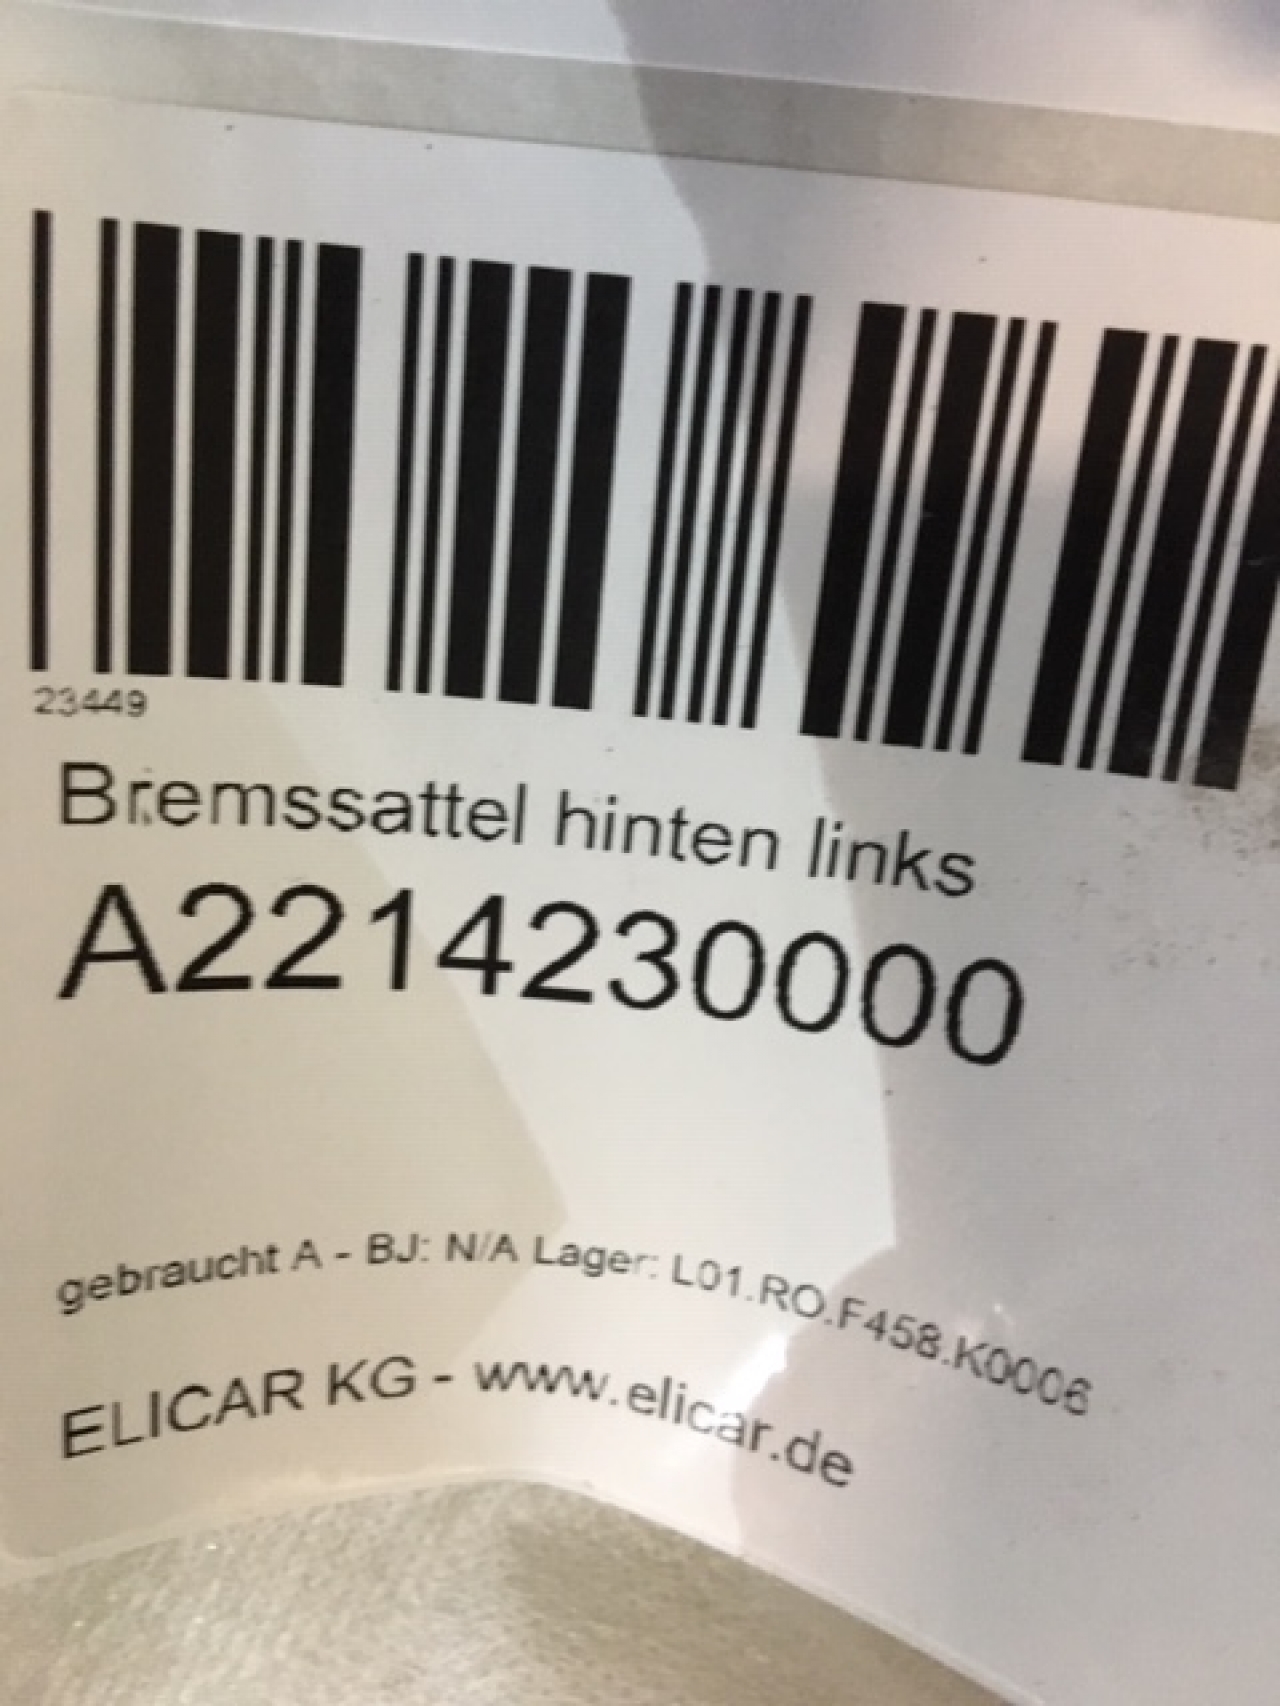 23449
Bremssattel hinten links
A2214230000
gebraucht A - BJ: N/A Lager: L01.RO.F458.K0006
ELICAR KG - www.elicar.de